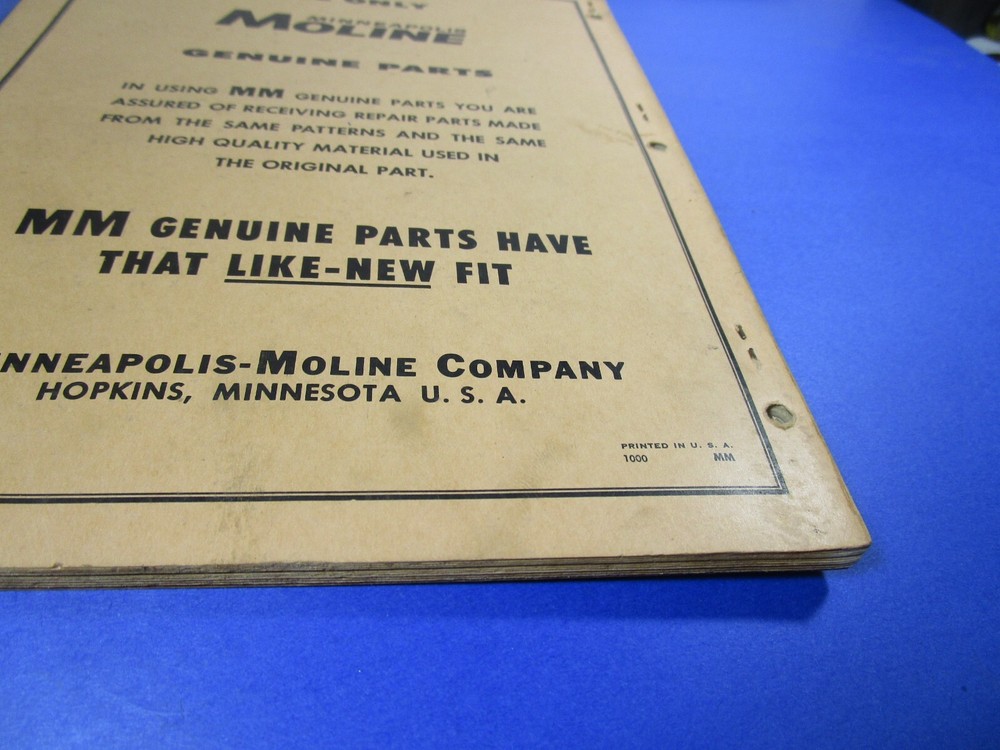 ONLY
MINNEAPOLIS
MOLINE
GENUINE PARTS
IN USING MM GENUINE PARTS YOU ARE
ASSURED OF RECEIVING REPAIR PARTS MADE
FROM THE SAME PATTERNS AND THE SAME
HIGH QUALITY MATERIAL USED IN
THE ORIGINAL PART.
MM GENUINE PARTS HAVE
THAT LIKE-NEW FIT
NNEAPOLIS-MOLINE COMPANY
HOPKINS, MINNESOTA U. S. A.
PRINTED IN U. S. A.
1000 MM